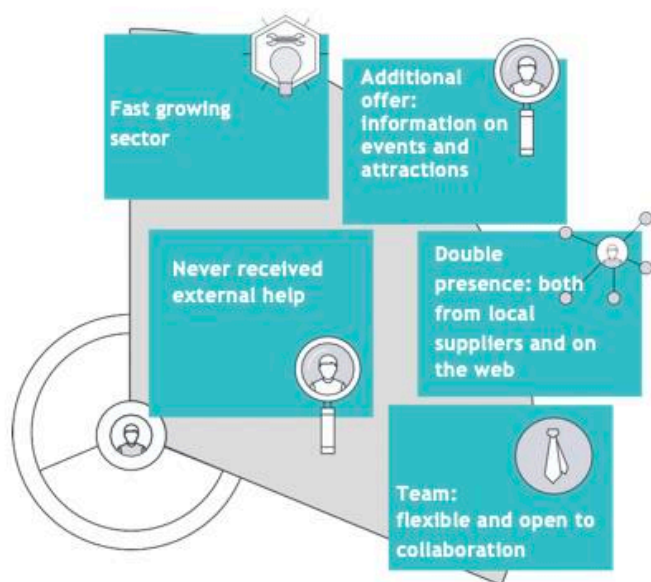 Fast growing
sector
Additional
offer:
information on
events and
attractions
Never received
external help
Double
presence: both
from local
suppliers and on
the web
Team:
flexible and open to
collaboration